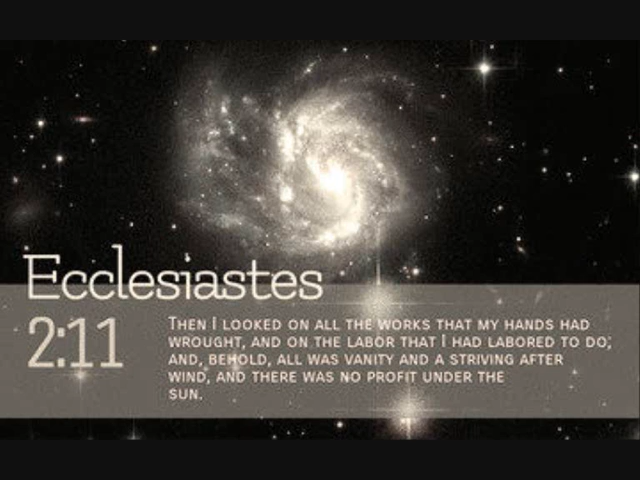 Ecclesiastes
2:11
Then I looked on all the works that my hands had
wrought, and on the labor that I had labored to do;
and, behold, all was vanity and a striving after
wind, and there was no profit under the
sun.